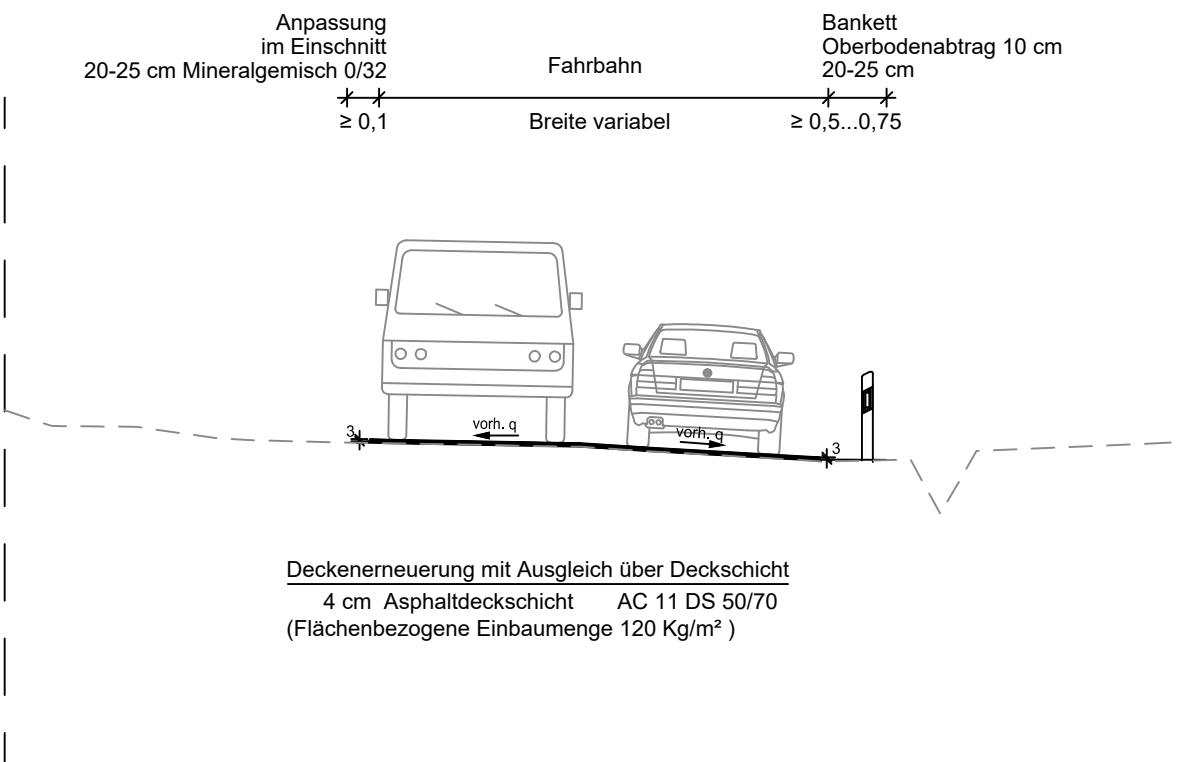 Anpassung
im Einschnitt
20-25 cm Mineralgemisch 0/32
Fahrbahn
Bankett
Oberbodenabtrag 10 cm
20-25 cm
≥ 0,1
Breite variabel
≥ 0,5...0,75
3
vorh. q
vorh. q
3
Deckenerneuerung mit Ausgleich über Deckschicht
4 cm Asphaltdeckschicht AC 11 DS 50/70
(Flächenbezogene Einbaumenge 120 Kg/m² )